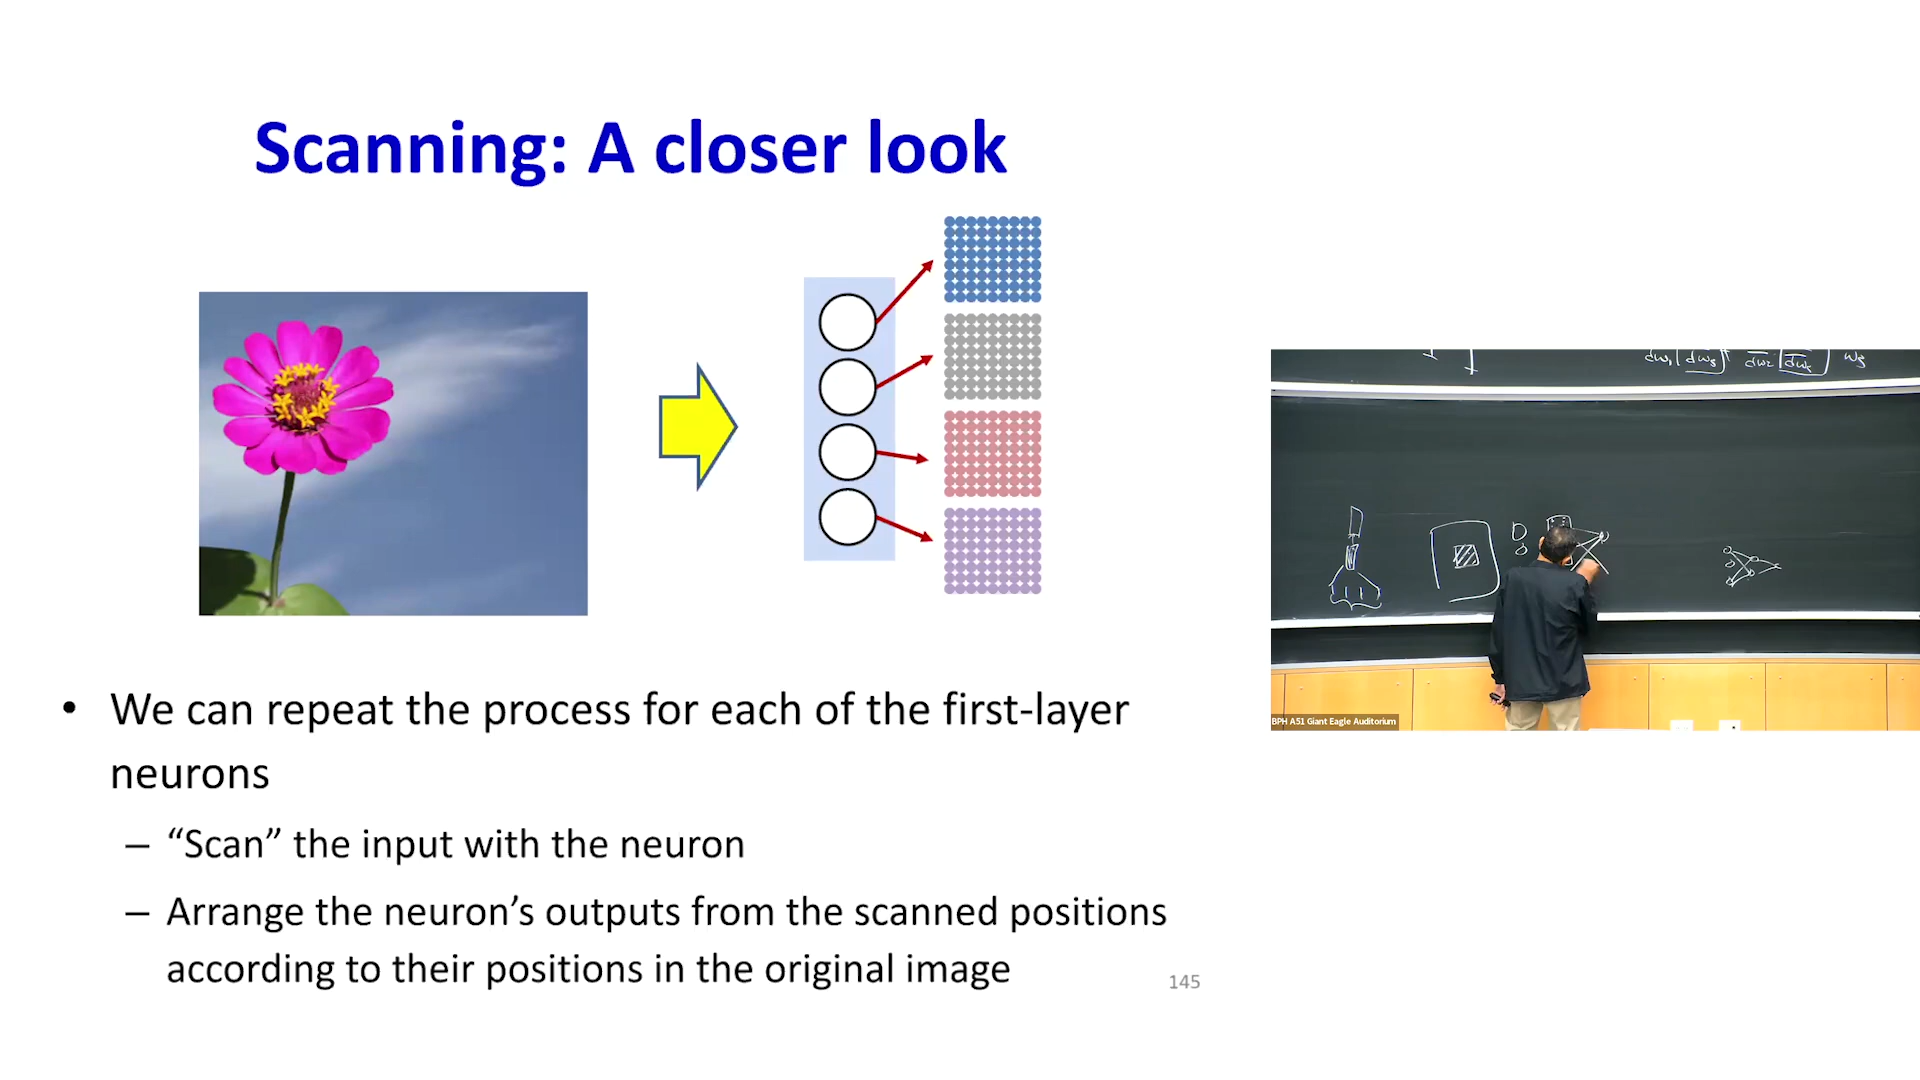 Scanning: A closer look
• We can repeat the process for each of the first-layer
neurons
– “Scan” the input with the neuron
– Arrange the neuron’s outputs from the scanned positions
according to their positions in the original image
145
BPH A51 Giant Eagle Auditorium